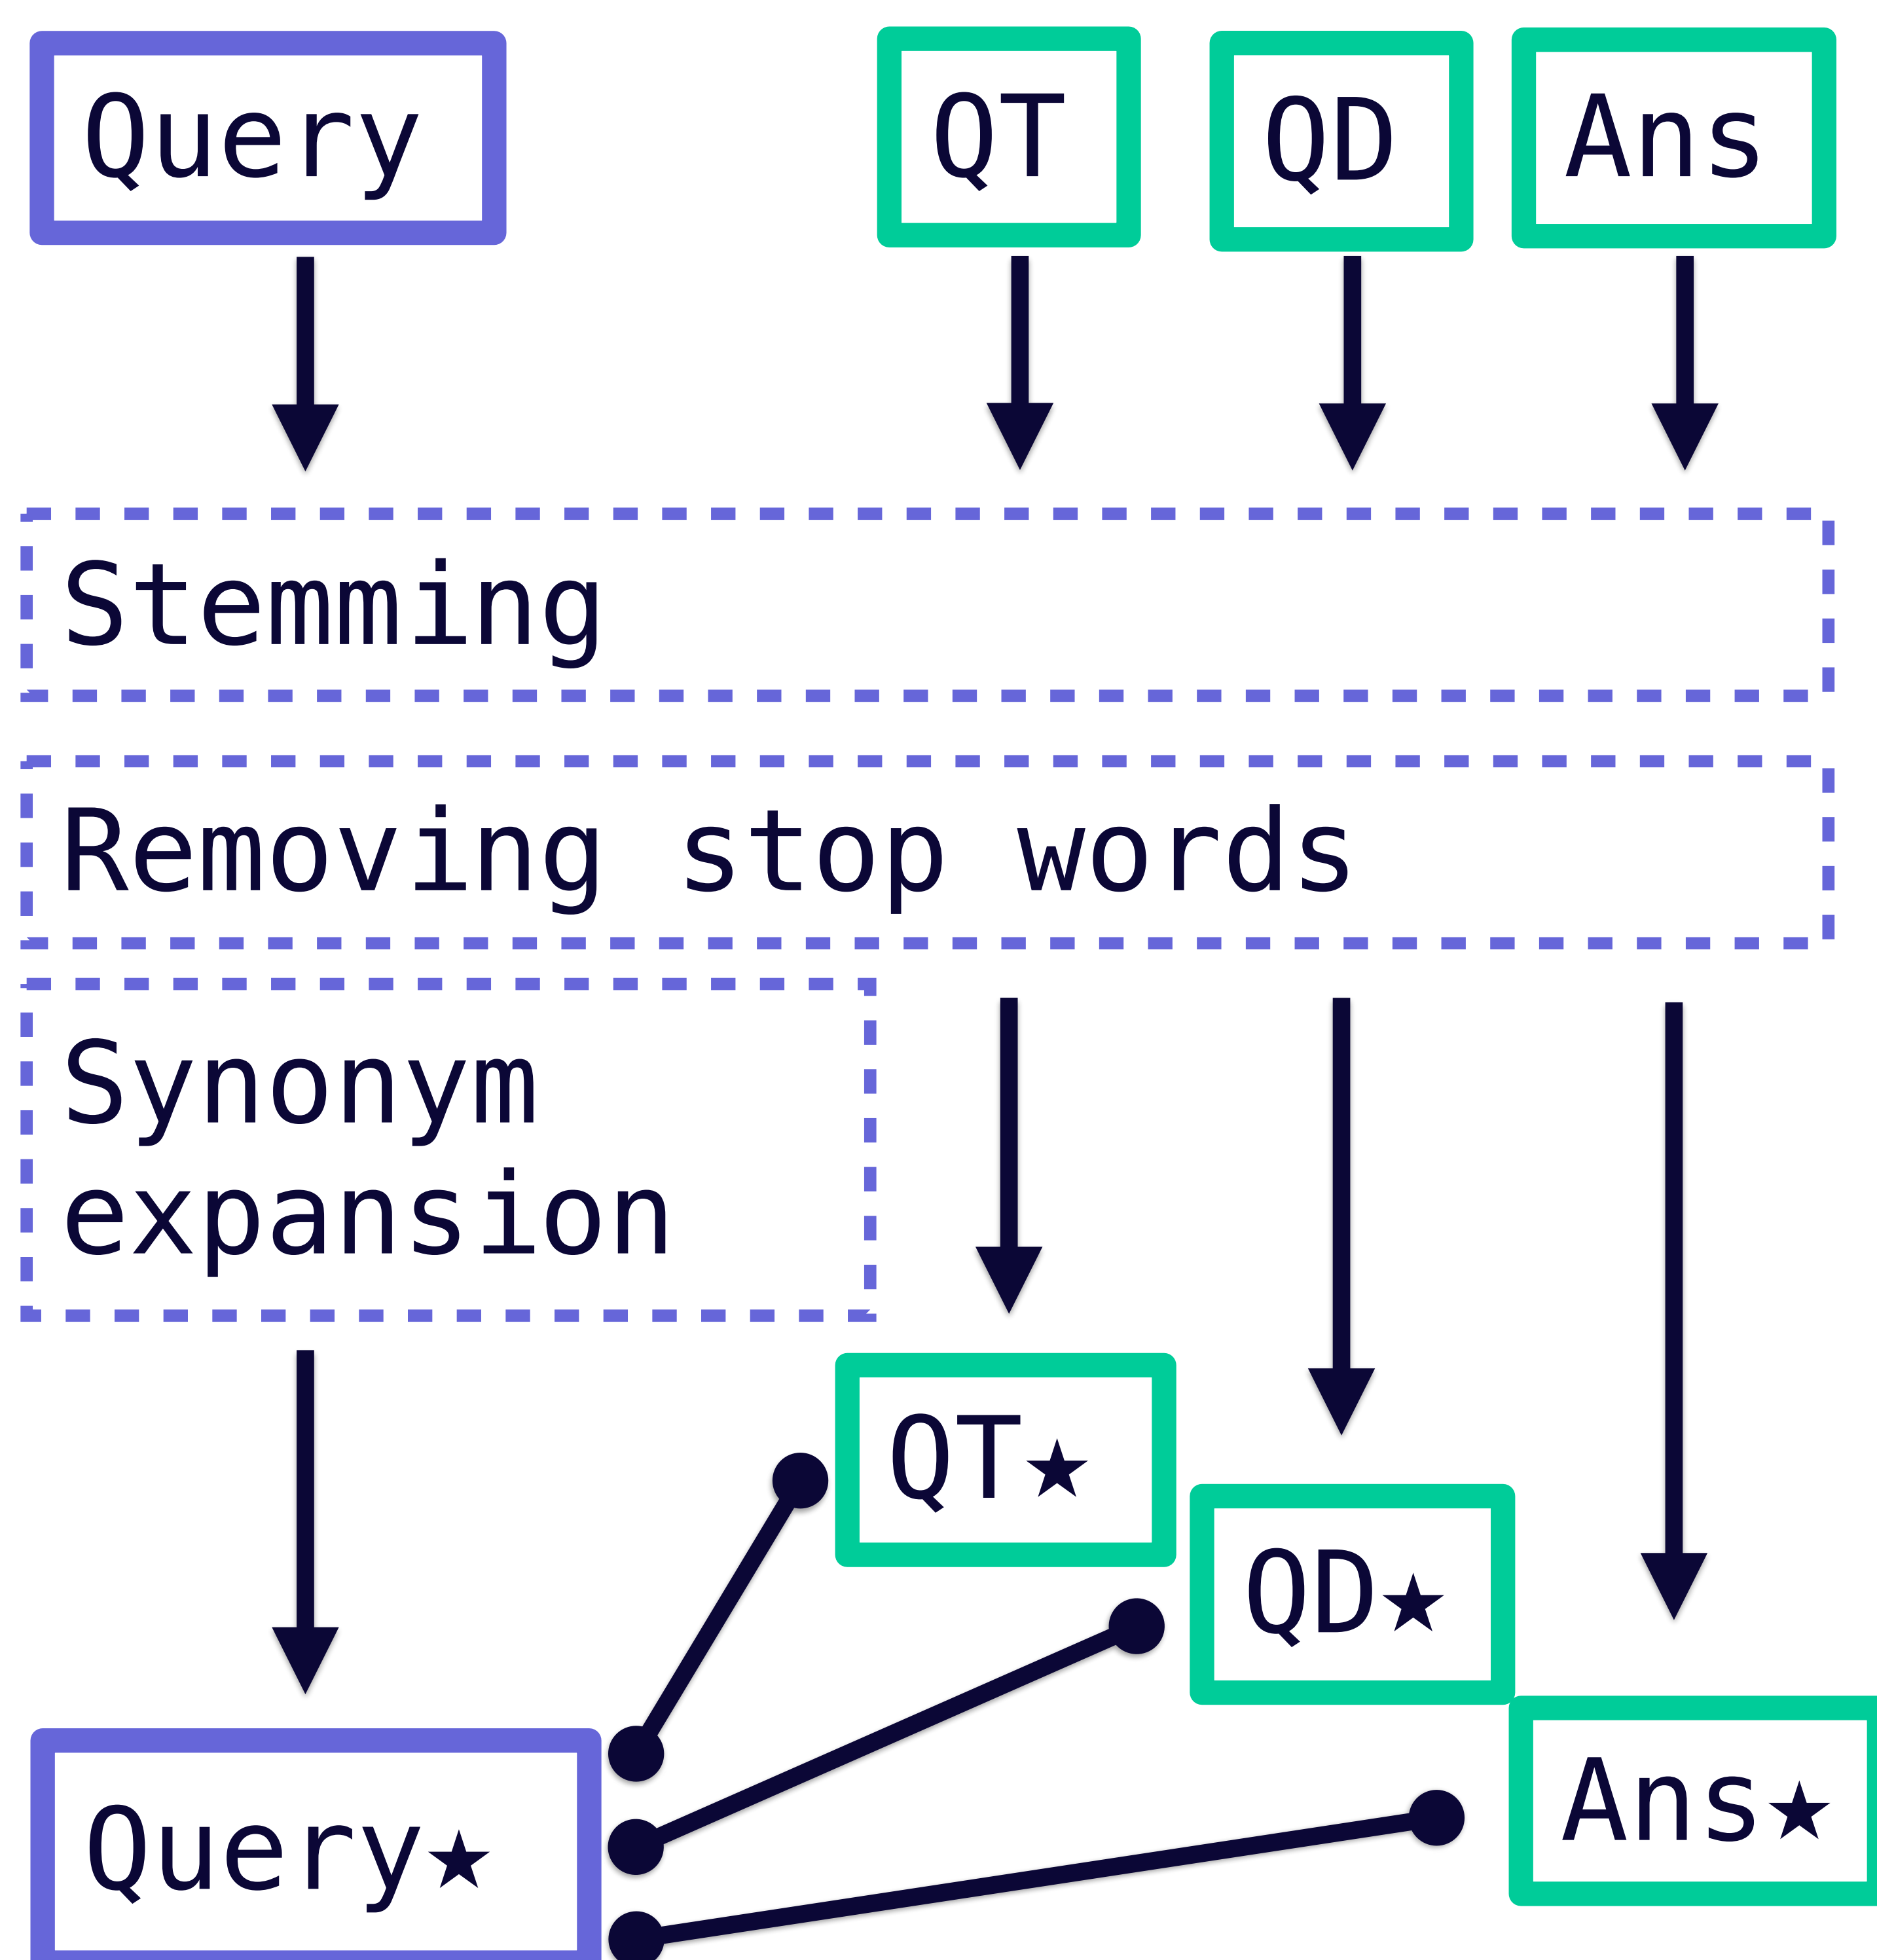 Query
QT
QD
Ans
Stemming
Removing stop words
Synonym
expansion
QT★
QD★
Ans★
Query★